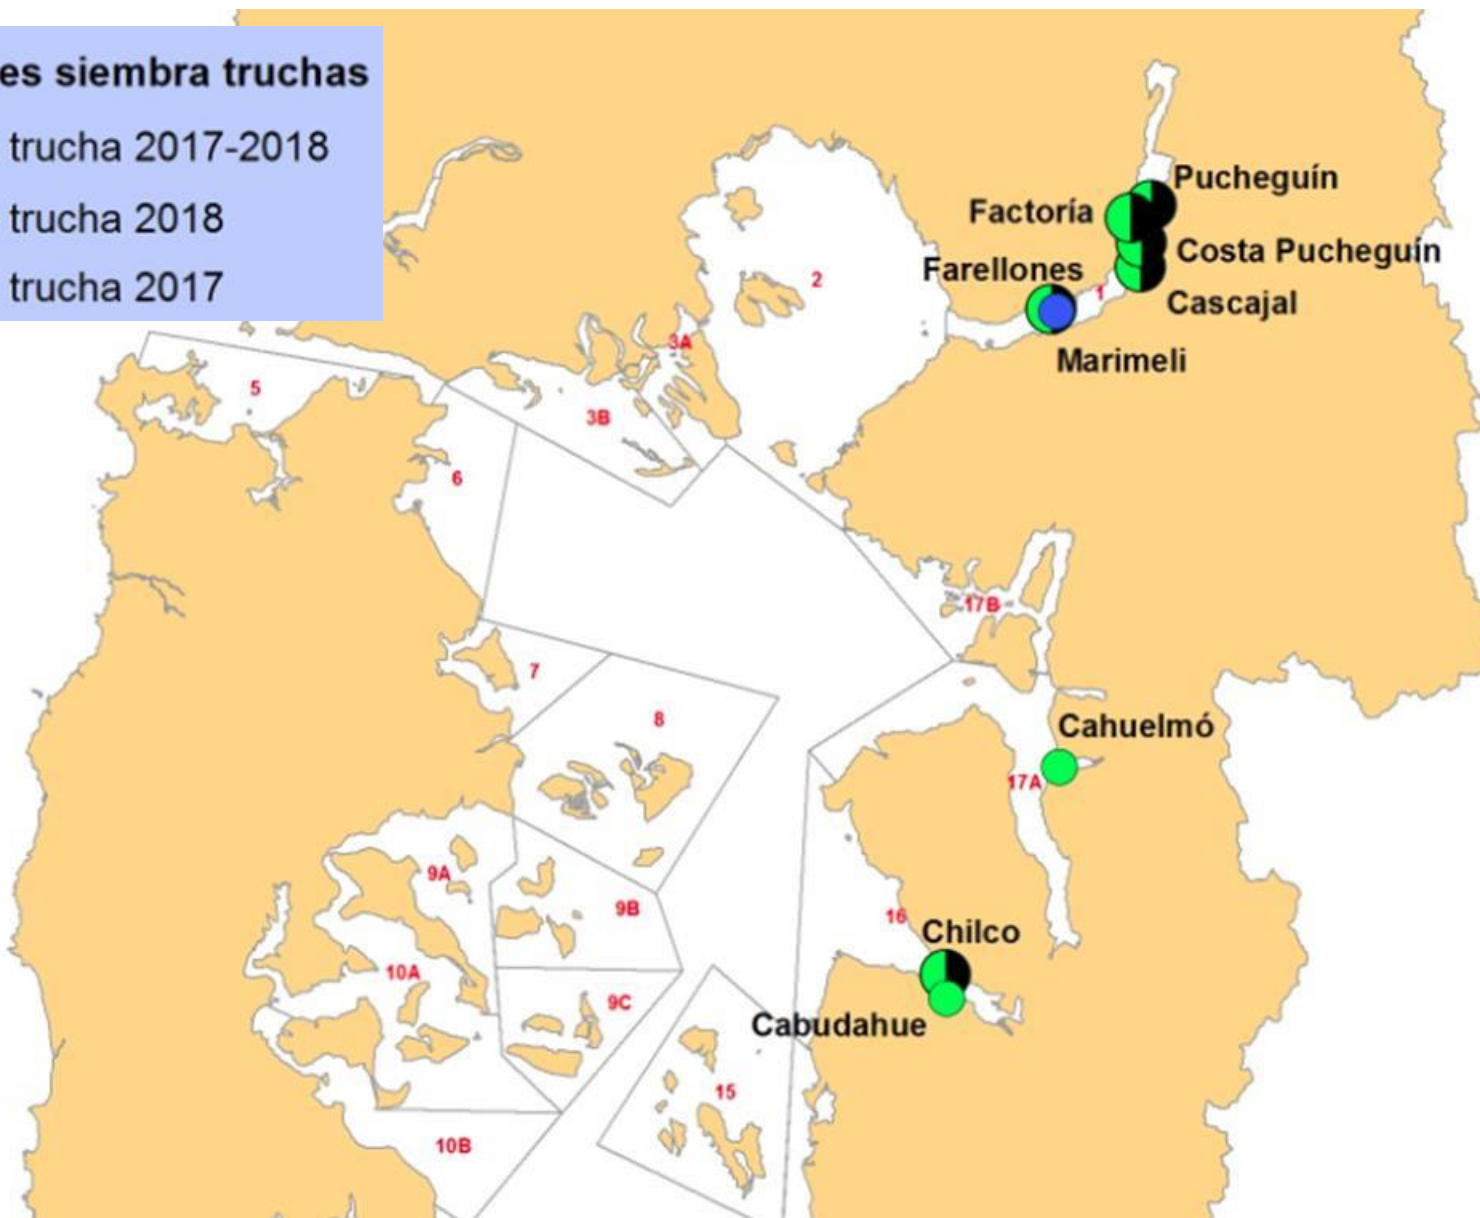 es siembra truchas
trucha 2017-2018
trucha 2018
trucha 2017
Pucheguín
Factoría
Costa Pucheguín
Farellones
2
1
Cascajal
3A
Marimeli
5
3B
6
17B
7
8
Cahuelmó
17A
9A
9B
16
Chilco
10A
9C
Cabudahue
15
10B